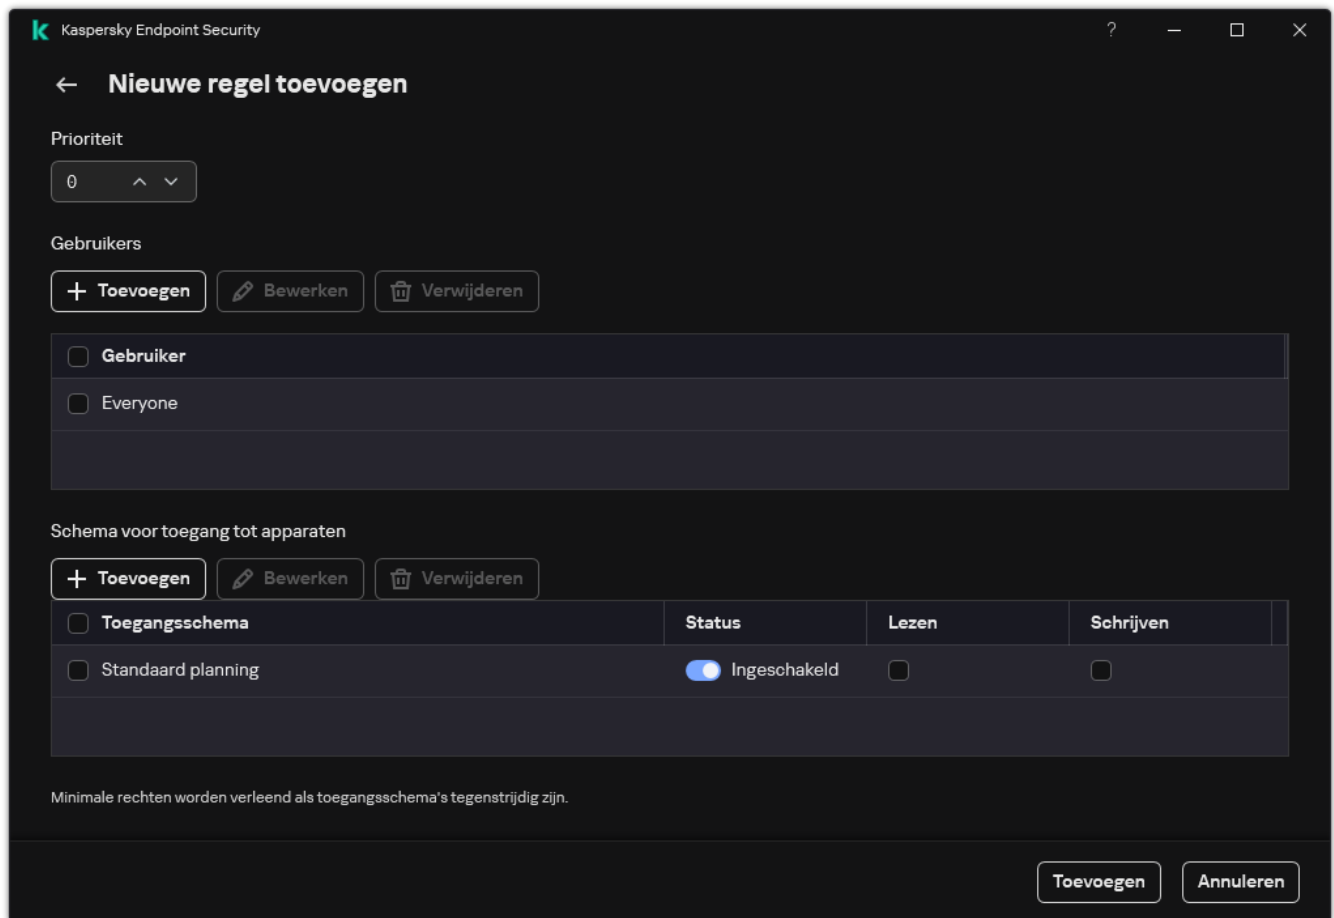 Kaspersky Endpoint Security ?
Nieuwe regel toevoegen
Prioriteit
0
Gebruikers
Toevoegen Bewerken Verwijderen
Gebruiker
Everyone
Schema voor toegang tot apparaten
Toevoegen Bewerken Verwijderen
Toegangsschema Status Lezen Schrijven
Standaard planning Ingeschakeld
Minimale rechten worden verleend als toegangsschema's tegenstrijdig zijn.
Toevoegen Annuleren